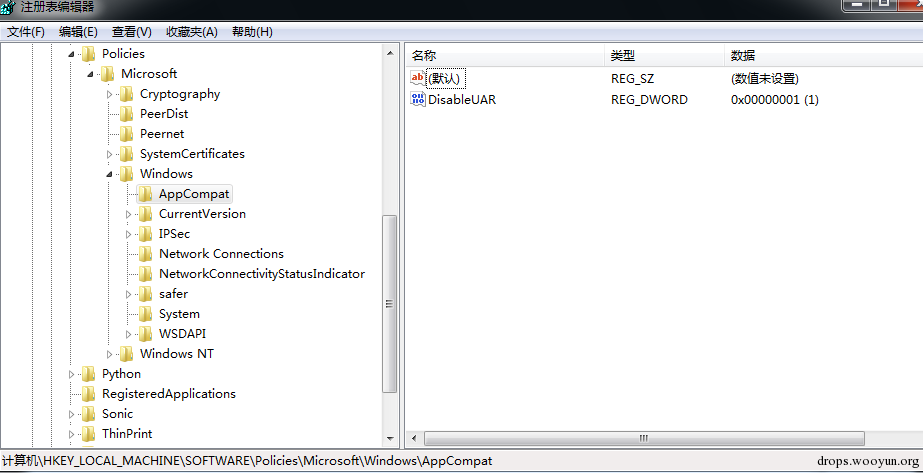 注册表编辑器
文件(F) 编辑(E) 查看(V) 收藏夹(A) 帮助(H)
Policies
Microsoft
Cryptography
PeerDist
Peernet
SystemCertificates
Windows
AppCompat
CurrentVersion
IPSec
Network Connections
NetworkConnectivityStatusIndicator
safer
System
WSDAPI
Windows NT
Python
RegisteredApplications
Sonic
ThinPrint
名称 类型 数据
ab (默认) REG_SZ (数值未设置)
DisableUAR REG_DWORD 0x00000001 (1)
计算机\HKEY_LOCAL_MACHINE\SOFTWARE\Policies\Microsoft\Windows\AppCompat
drops.wooyun.org